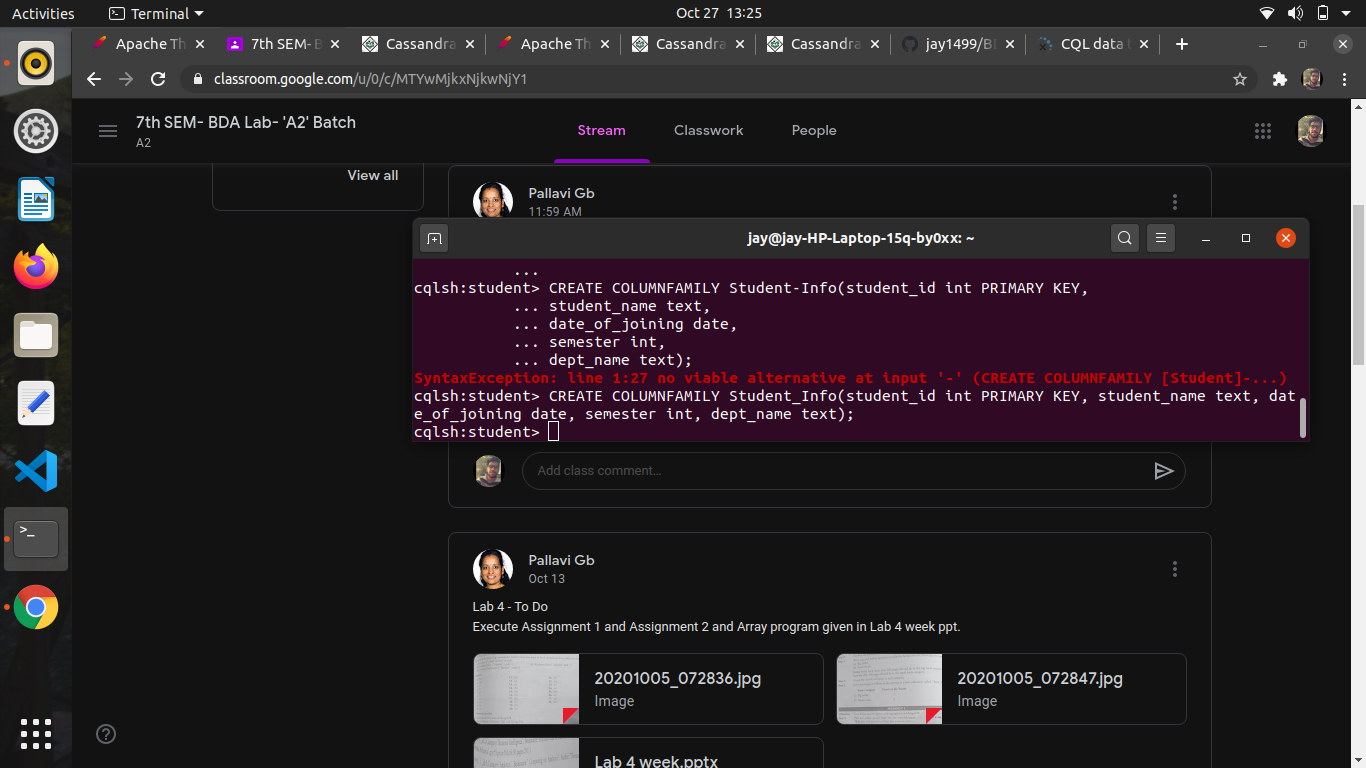 Activities
Terminal
Oct 27 13:25
Apache Th
7th SEM- B
Cassandra
Apache Th
Cassandra
Cassandra
jay1499/BD
CQL data
classroom.google.com/u/0/c/MTYwMjkxNjkwNjY1
7th SEM- BDA Lab- 'A2' Batch
A2
Stream
Classwork
People
View all
Pallavi Gb
11:59 AM
jay@jay-HP-Laptop-15q-by0xx: ~
...
cqlsh:student> CREATE COLUMNFAMILY Student-Info(student_id int PRIMARY KEY,
... student_name text,
... date_of_joining date,
... semester int,
... dept_name text);
SyntaxException: line 1:27 no viable alternative at input '-' (CREATE COLUMNFAMILY [Student]-...)
cqlsh:student> CREATE COLUMNFAMILY Student_Info(student_id int PRIMARY KEY, student_name text, dat
e_of_joining date, semester int, dept_name text);
cqlsh:student>
Add class comment...
Pallavi Gb
Oct 13
Lab 4 - To Do
Execute Assignment 1 and Assignment 2 and Array program given in Lab 4 week ppt.
20201005_072836.jpg
Image
20201005_072847.jpg
Image
Lab 4 week.pptx